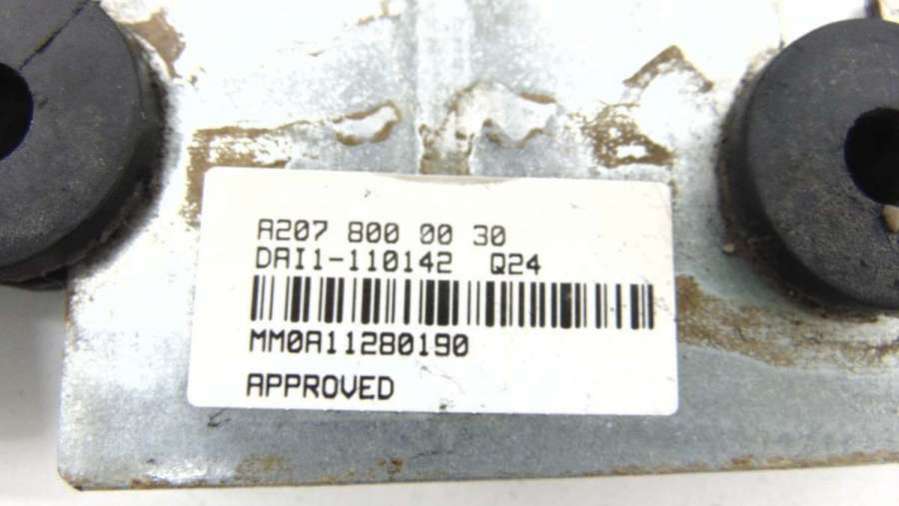 A207 800 00 30
DAI1-110142 Q24
MM0A11280190
APPROVED